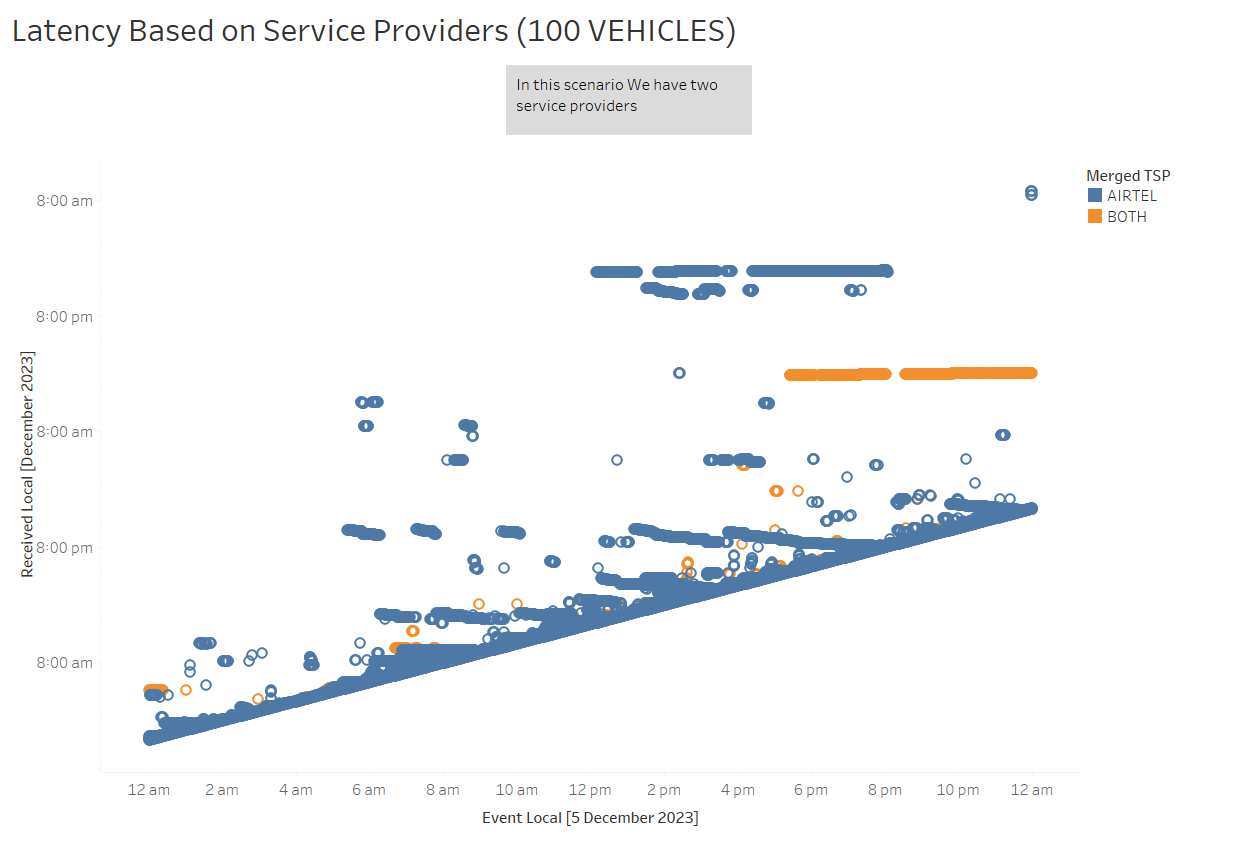 Latency Based on Service Providers (100 VEHICLES)
In this scenario We have two
service providers
Merged TSP
AIRTEL
BOTH
8:00 am
8:00 pm
8:00 am
8:00 pm
8:00 am
Received Local [December 2023]
12 am 2 am 4 am 6 am 8 am 10 am 12 pm 2 pm 4 pm 6 pm 8 pm 10 pm 12 am
Event Local [5 December 2023]